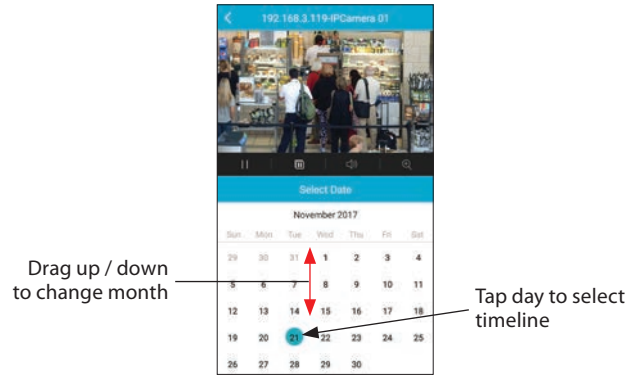 192.168.3.119-IPCamera 01
Select Date
November 2017
Sun Mon Tue Wed Thu Fri Sat
29 30 31 1 2 3 4
Drag up / down
to change month
5 6 7 8 9 10 11
12 13 14 15 16 17 18
Tap day to select
timeline
19 20 21 22 23 24 25
26 27 28 29 30